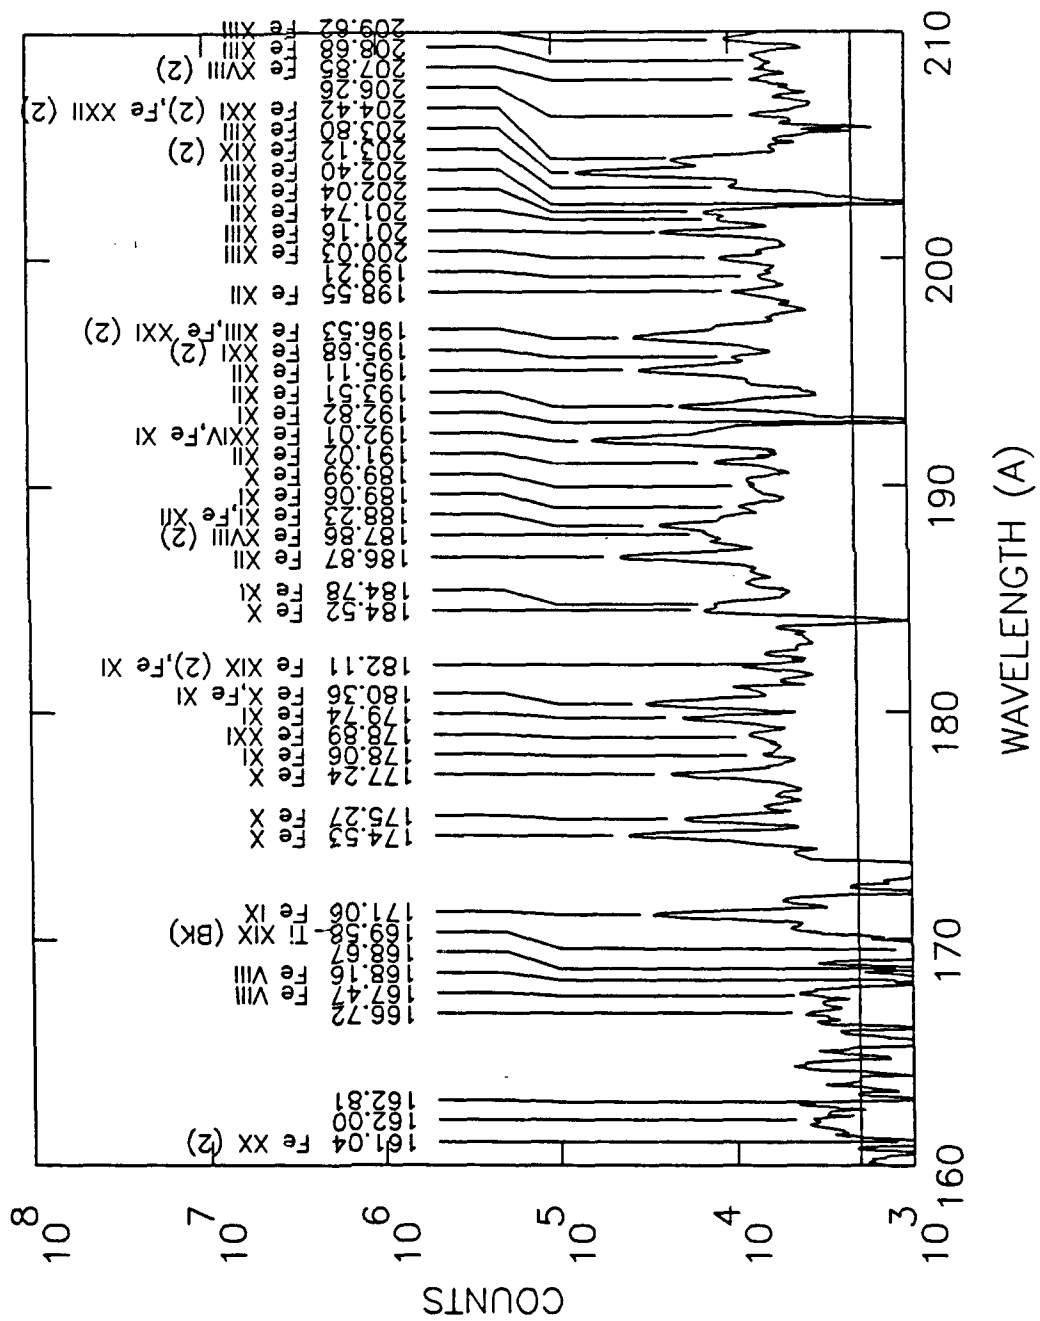 COUNTS
10 8
10 7
10 6
10 5
10 4
10 3
160
170
180
190
200
210
WAVELENGTH (A)
161.04 Fe XX (2)
162.00
162.81
166.72
167.47 Fe VIII
168.16 Fe VIII
168.67
169.58 Ti XIX (BK)
171.06 Fe IX
174.53 Fe X
175.27 Fe X
177.24 Fe X
178.06 Fe XI
178.89 Fe XXI
179.74 Fe XI
180.36 Fe X,Fe XI
182.11 Fe XIX (2),Fe XI
184.52 Fe X
184.78 Fe XI
186.87 Fe XII
187.86 Fe XVIII (2)
188.23 Fe XI,Fe XII
189.06 Fe XI
189.99 Fe X
191.02 Fe XII
192.01 Fe XXIV,Fe XI
192.82 Fe XI
193.51 Fe XII
195.11 Fe XII
195.68 Fe XXI (2)
196.53 Fe XIII,Fe XXI (2)
198.55 Fe XII
199.21
200.03 Fe XIII
201.16 Fe XIII
201.74 Fe XII
202.04 Fe XIII
202.40 Fe XIII
203.12 Fe XIX (2)
203.80 Fe XIII
204.42 Fe XXI (2),Fe XXII (2)
206.26
207.85 Fe XVIII (2)
208.68 Fe XIII
209.62 Fe XIII